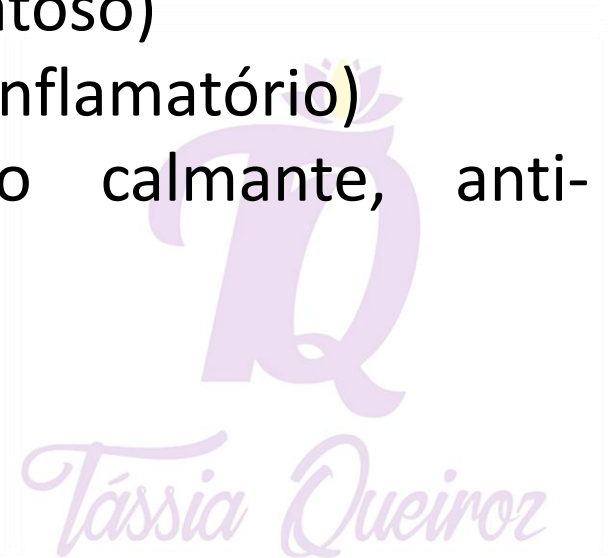 ntoso)
nflamatório)
o calmante, anti-
TQ
Tássia Queiroz